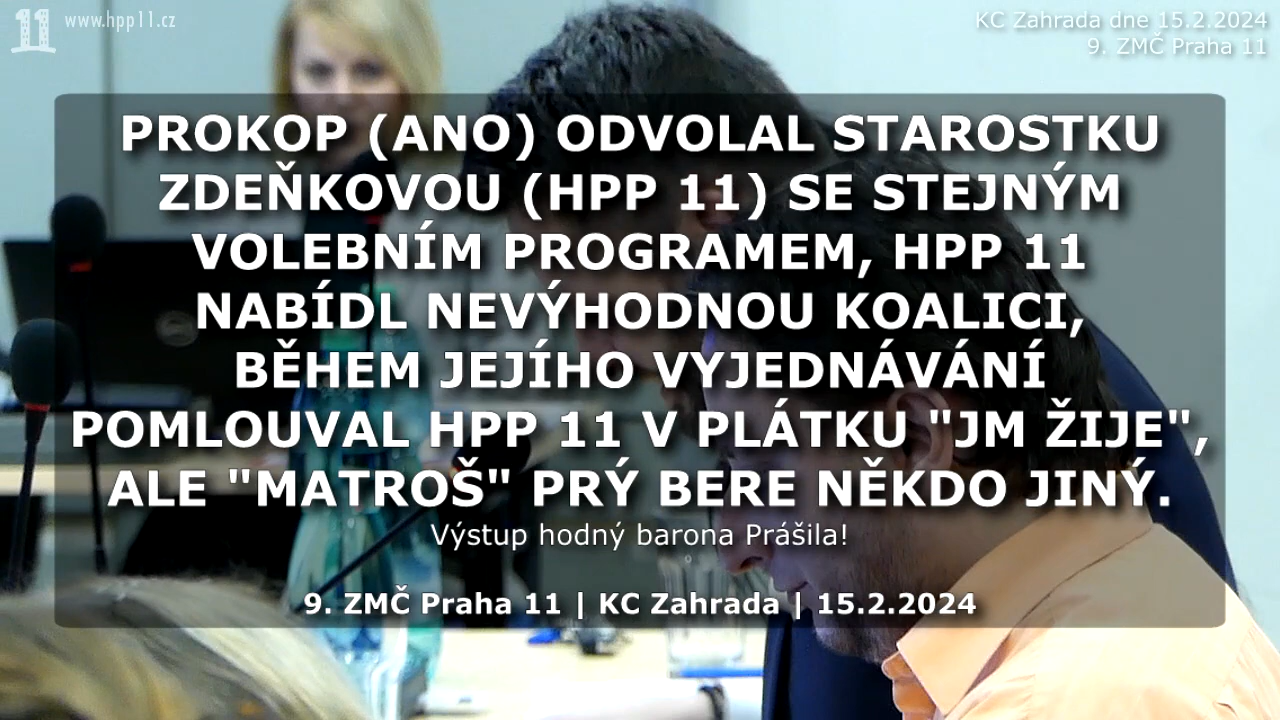 11 www.hpp11.cz
KC Zahrada dne 15.2.2024
9. ZMČ Praha 11
PROKOP (ANO) ODVOLAL STAROSTKU
ZDEŇKOVOU (HPP 11) SE STEJNÝM
VOLEBNÍM PROGRAMEM, HPP 11
NABÍDL NEVÝHODNOU KOALICI,
BĚHEM JEJÍHO VYJEDNÁVÁNÍ
POMLOUVAL HPP 11 V PLÁTKU "JM ŽIJE",
ALE "MATROŠ" PRÝ BERE NĚKDO JINÝ.
Výstup hodný barona Prášila!
9. ZMČ Praha 11 | KC Zahrada | 15.2.2024